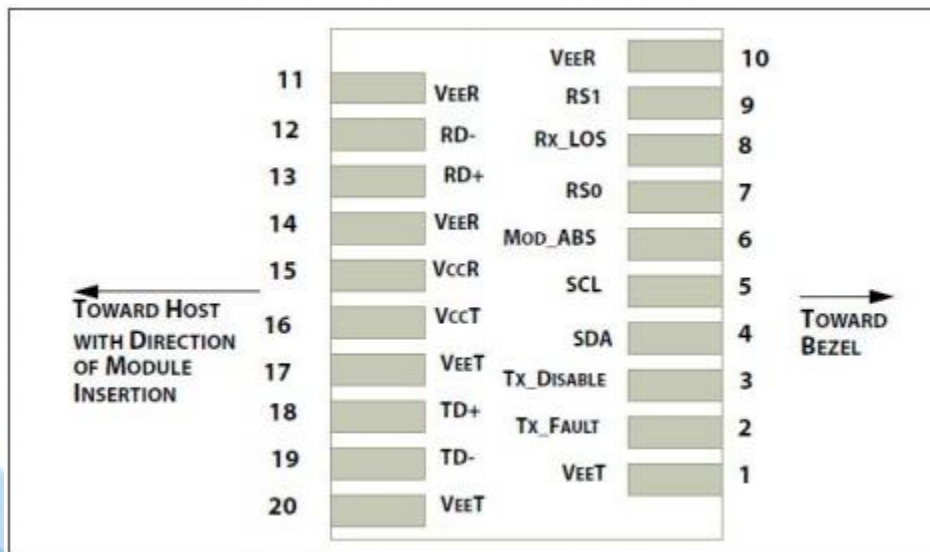 11 VEER
12 RD-
13 RD+
14 VEER
15 VCCR
16 VCCT
17 VEET
18 TD+
19 TD-
20 VEET
VEER 10
RS1 9
RX_LOS 8
RS0 7
MOD_ABS 6
SCL 5
SDA 4
TX_DISABLE 3
TX_FAULT 2
VEET 1
TOWARD HOST
WITH DIRECTION
OF MODULE
INSERTION
TOWARD
BEZEL